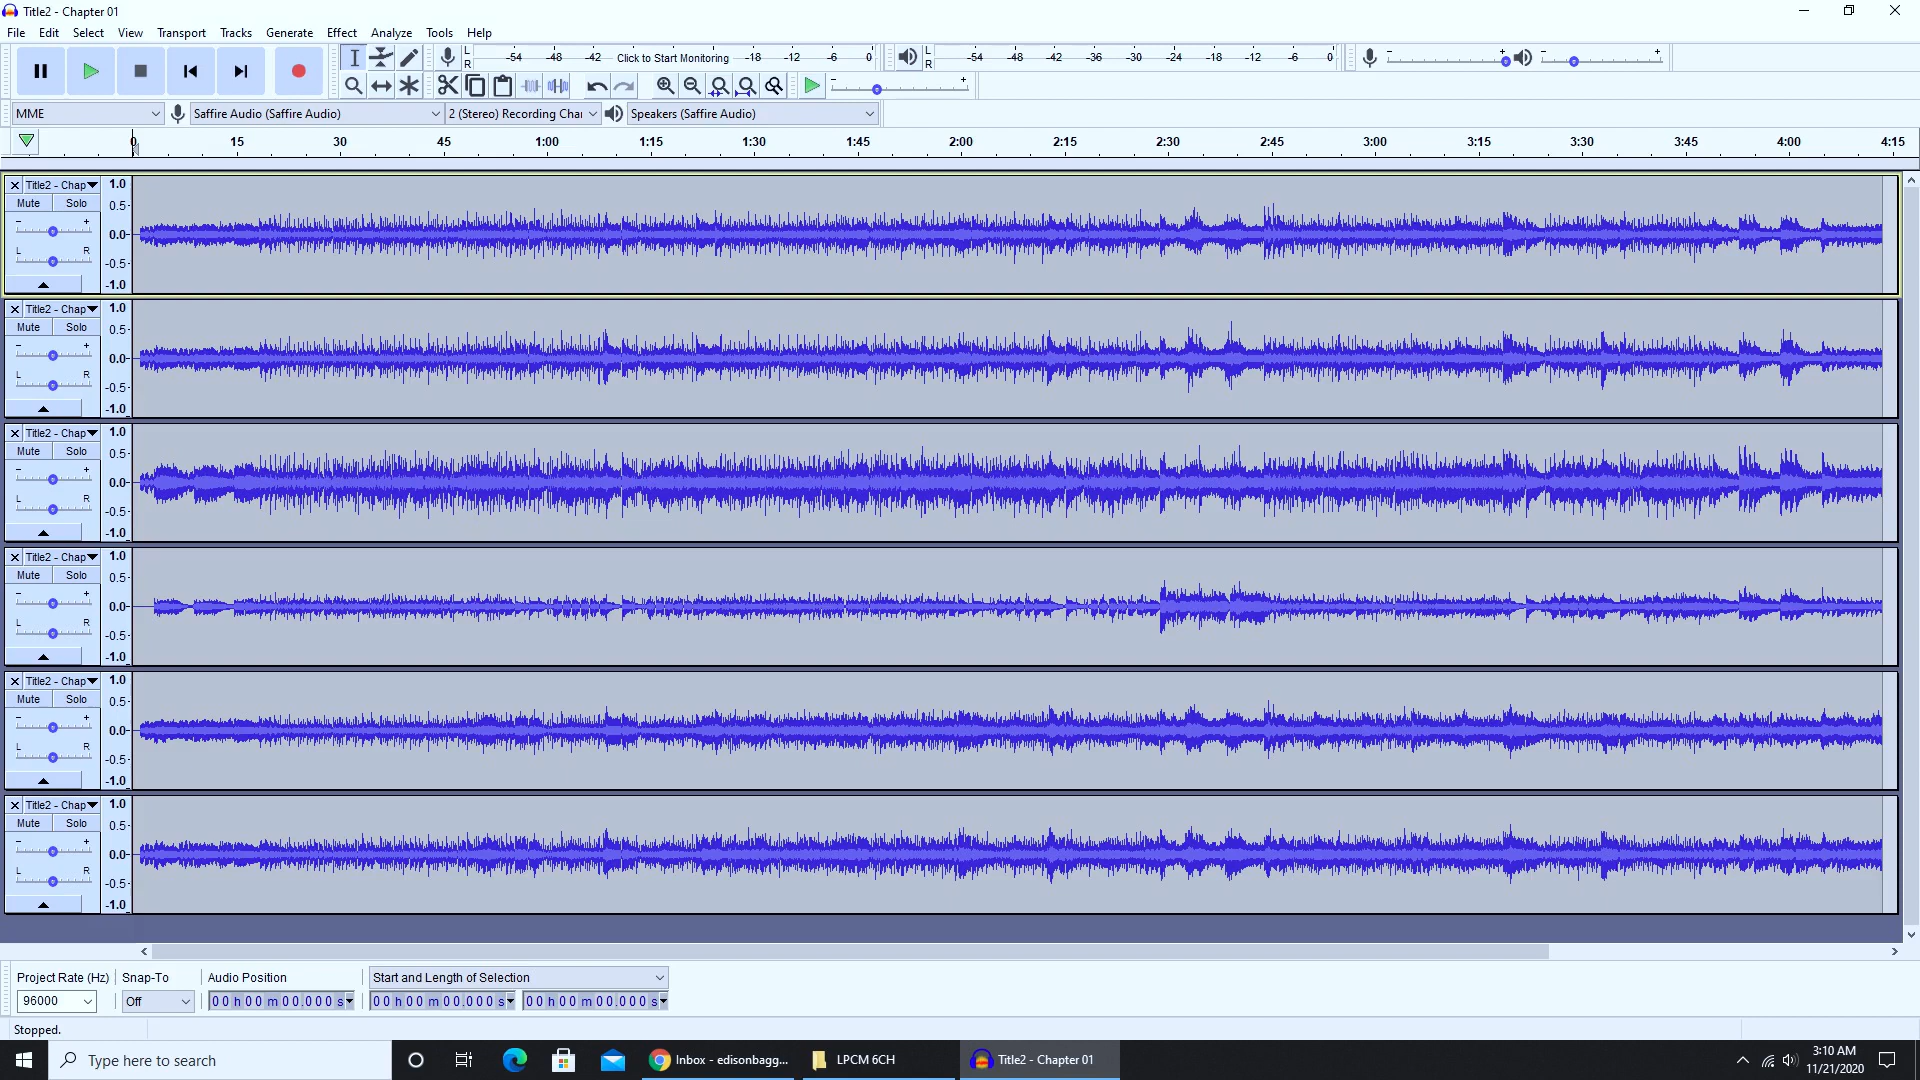 Title2 - Chapter 01
File Edit Select View Transport Tracks Generate Effect Analyze Tools Help
L R -54 -48 -42 Click to Start Monitoring -18 -12 -6 0 L R -54 -48 -42 -36 -30 -24 -18 -12 -6 0 - + - +
- +
MME Saffire Audio (Saffire Audio) 2 (Stereo) Recording Chai Speakers (Saffire Audio)
0 15 30 45 1:00 1:15 1:30 1:45 2:00 2:15 2:30 2:45 3:00 3:15 3:30 3:45 4:00 4:15
Title2 - Chap 1.0
Mute Solo 0.5
- + 0.0
L R -0.5
-1.0
Title2 - Chap 1.0
Mute Solo 0.5
- + 0.0
L R -0.5
-1.0
Title2 - Chap 1.0
Mute Solo 0.5
- + 0.0
L R -0.5
-1.0
Title2 - Chap 1.0
Mute Solo 0.5
- + 0.0
L R -0.5
-1.0
Title2 - Chap 1.0
Mute Solo 0.5
- + 0.0
L R -0.5
-1.0
Title2 - Chap 1.0
Mute Solo 0.5
- + 0.0
L R -0.5
-1.0
Project Rate (Hz) Snap-To Audio Position Start and Length of Selection
96000 Off 00 h 00 m 00.000 s 00 h 00 m 00.000 s 00 h 00 m 00.000 s
Stopped.
Type here to search Inbox - edisonbagg... LPCM 6CH Title2 - Chapter 01 3:10 AM
11/21/2020